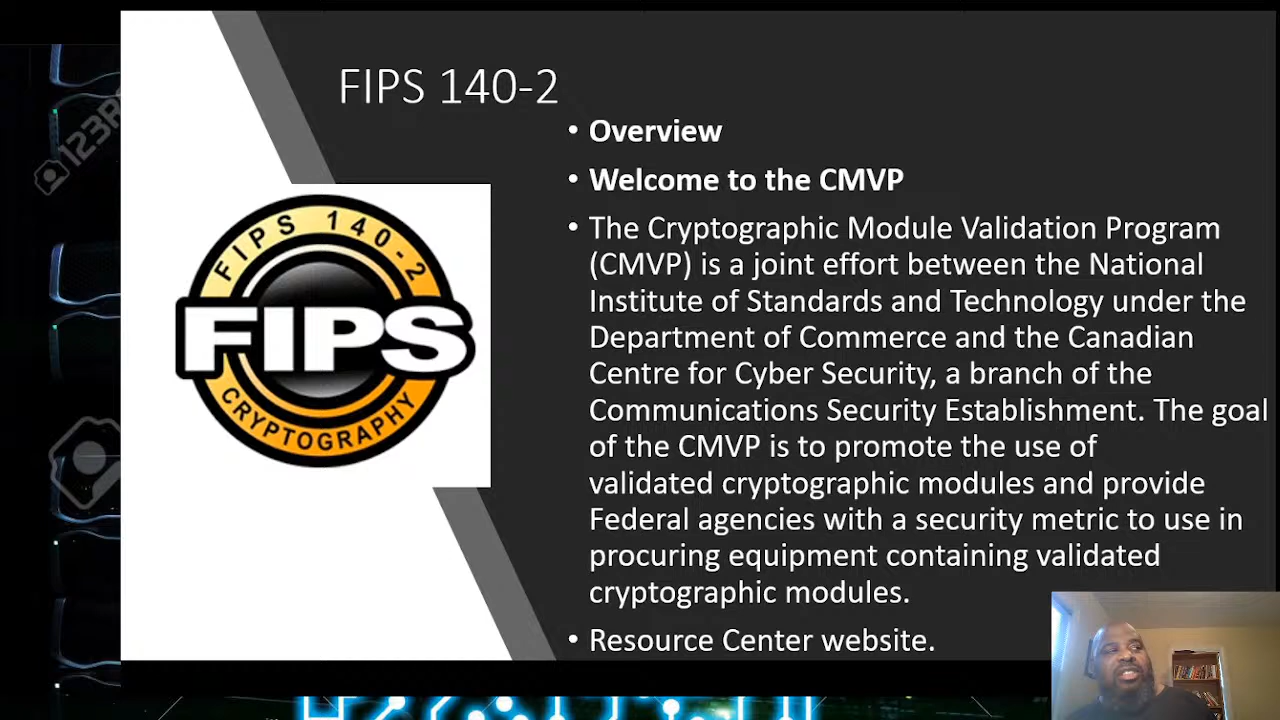 FIPS 140-2
• Overview
• Welcome to the CMVP
• The Cryptographic Module Validation Program
(CMVP) is a joint effort between the National
Institute of Standards and Technology under the
Department of Commerce and the Canadian
Centre for Cyber Security, a branch of the
Communications Security Establishment. The goal
of the CMVP is to promote the use of
validated cryptographic modules and provide
Federal agencies with a security metric to use in
procuring equipment containing validated
cryptographic modules.
• Resource Center website.
FIPS 140-2
FIPS
CRYPTOGRAPHY